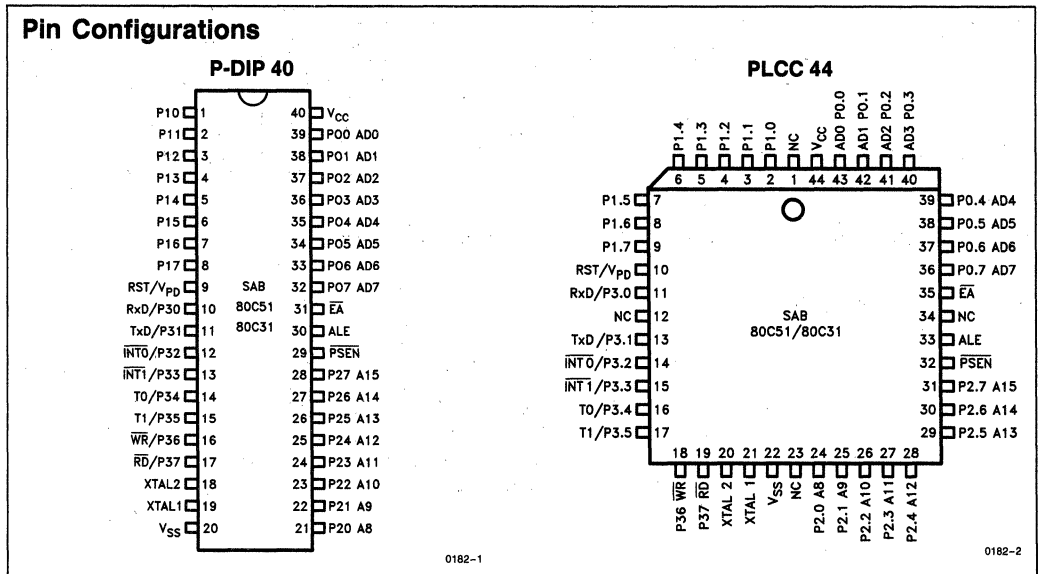 Pin Configurations
P-DIP 40
P10 1
P11 2
P12 3
P13 4
P14 5
P15 6
P16 7
P17 8
RST/VPD 9
RxD/P30 10
TxD/P31 11
INT0/P32 12
INT1/P33 13
T0/P34 14
T1/P35 15
WR/P36 16
RD/P37 17
XTAL2 18
XTAL1 19
VSS 20
SAB
80C51
80C31
40 VCC
39 P00 AD0
38 P01 AD1
37 P02 AD2
36 P03 AD3
35 P04 AD4
34 P05 AD5
33 P06 AD6
32 P07 AD7
31 EA
30 ALE
29 PSEN
28 P27 A15
27 P26 A14
26 P25 A13
25 P24 A12
24 P23 A11
23 P22 A10
22 P21 A9
21 P20 A8
0182-1
PLCC 44
P1.4
P1.3
P1.2
P1.1
P1.0
NC
VCC
AD0 P0.0
AD1 P0.1
AD2 P0.2
AD3 P0.3
6 5 4 3 2 1 44 43 42 41 40
P1.5 7
P1.6 8
P1.7 9
RST/VPD 10
RxD/P3.0 11
NC 12
TxD/P3.1 13
INT0/P3.2 14
INT1/P3.3 15
T0/P3.4 16
T1/P3.5 17
SAB
80C51/80C31
39 P0.4 AD4
38 P0.5 AD5
37 P0.6 AD6
36 P0.7 AD7
35 EA
34 NC
33 ALE
32 PSEN
31 P2.7 A15
30 P2.6 A14
29 P2.5 A13
18 19 20 21 22 23 24 25 26 27 28
P36 WR
P37 RD
XTAL 2
XTAL 1
VSS
NC
P2.0 A8
P2.1 A9
P2.2 A10
P2.3 A11
P2.4 A12
0182-2